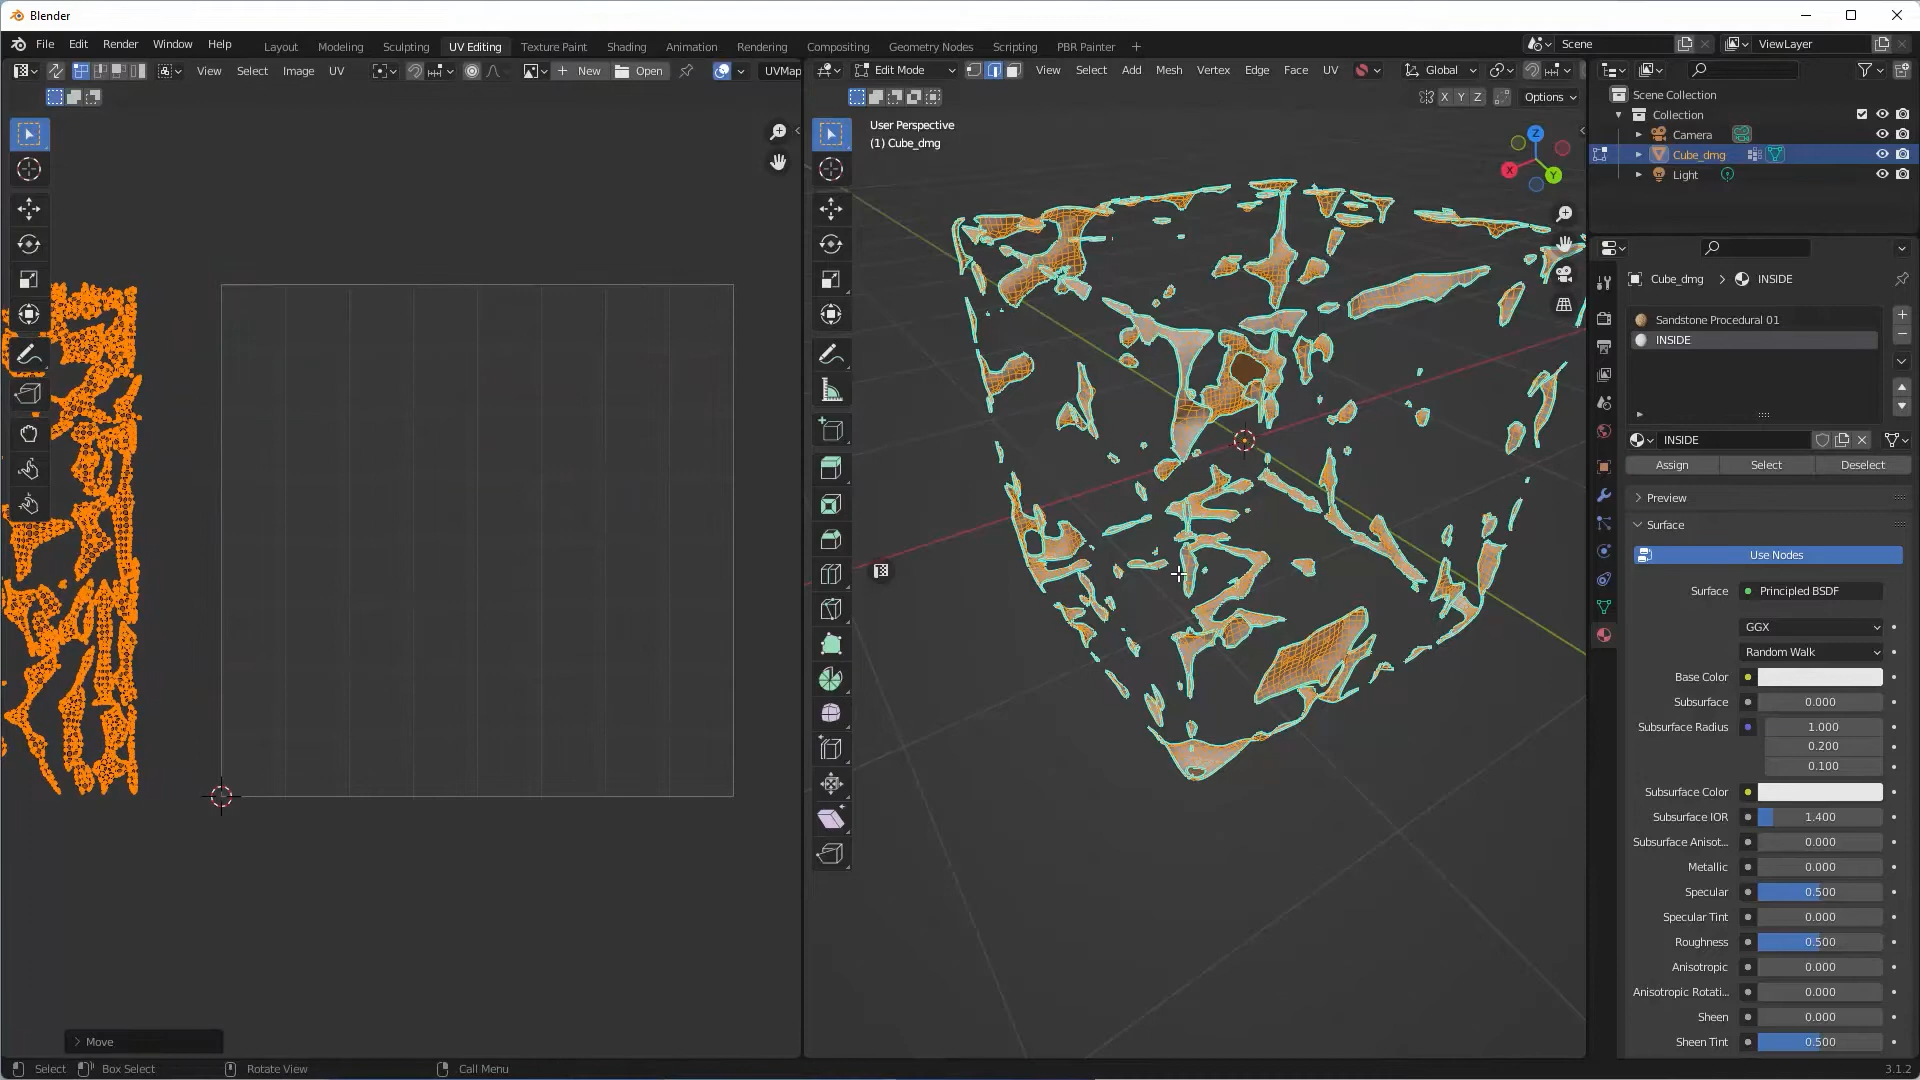 Blender
File Edit Render Window Help
Layout Modeling Sculpting UV Editing Texture Paint Shading Animation Rendering Compositing Geometry Nodes Scripting PBR Painter +
Scene
ViewLayer
View Select Image UV
New
Open
UVMap
Edit Mode
View Select Add Mesh Vertex Edge Face UV
Global
X Y Z
Options
User Perspective
(1) Cube_dmg
Z
X
Y
Scene Collection
Collection
Camera
Cube_dmg
Light
Cube_dmg > INSIDE
Sandstone Procedural 01
INSIDE
INSIDE
Assign Select Deselect
Preview
Surface
Use Nodes
Surface Principled BSDF
GGX
Random Walk
Base Color
Subsurface 0.000
Subsurface Radius 1.000
0.200
0.100
Subsurface Color
Subsurface IOR 1.400
Subsurface Anisot... 0.000
Metallic 0.000
Specular 0.500
Specular Tint 0.000
Roughness 0.500
Anisotropic 0.000
Anisotropic Rotati... 0.000
Sheen 0.000
Sheen Tint 0.500
Move
Select Box Select Rotate View Call Menu
3.1.2